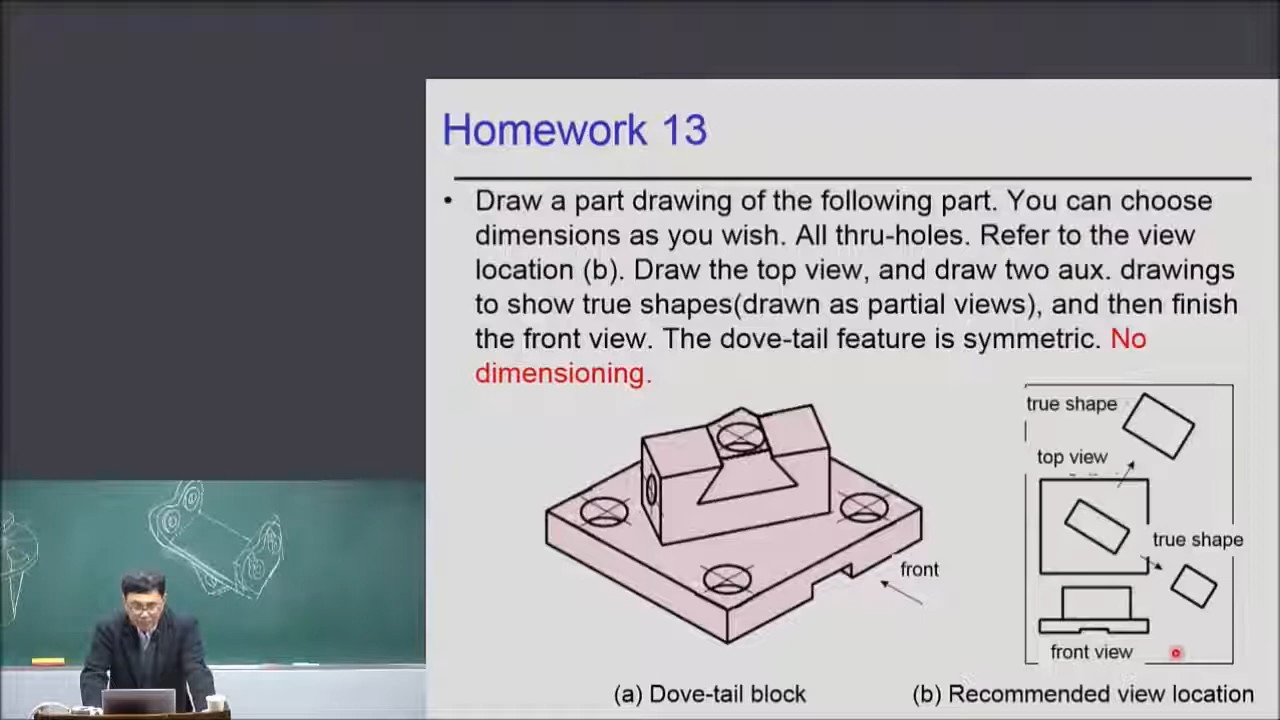 Homework 13
• Draw a part drawing of the following part. You can choose
dimensions as you wish. All thru-holes. Refer to the view
location (b). Draw the top view, and draw two aux. drawings
to show true shapes(drawn as partial views), and then finish
the front view. The dove-tail feature is symmetric. No
dimensioning.
true shape
top view
true shape
front
front view
(a) Dove-tail block
(b) Recommended view location